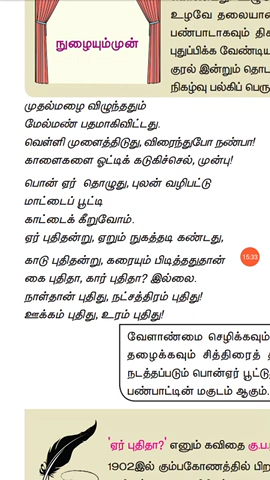 நுழையும்முன்
உழவே தலையான
பண்பாடாகவும் திக
புதுப்பிக்க வேண்டிய
குரல் இன்றும் தொட
நிகழ்வு பல்கிப் பெரு
முதல்மழை விழுந்ததும்
மேல்மண் பதமாகிவிட்டது.
வெள்ளி முளைத்திடுது, விரைந்துபோ நண்பா!
காளைகளை ஓட்டிக் கடுகிச்செல், முன்பு!
பொன் ஏர் தொழுது, புலன் வழிபட்டு
மாட்டைப் பூட்டி
காட்டைக் கீறுவோம்.
ஏர் புதிதன்று, ஏறும் நுகத்தடி கண்டது,
காடு புதிதன்று, கரையும் பிடித்ததுதான்
கை புதிதா, கார் புதிதா? இல்லை.
நாள்தான் புதிது, நட்சத்திரம் புதிது!
ஊக்கம் புதிது, உரம் புதிது!
15:33
வேளாண்மை செழிக்கவும்
தழைக்கவும் சித்திரைத் த
நடத்தப்படும் பொன்ஏர் பூட்டு
பண்பாட்டின் மகுடம் ஆகும்.
'ஏர் புதிதா?' எனும் கவிதை கு.ப.
1902இல் கும்பகோணத்தில் பிற